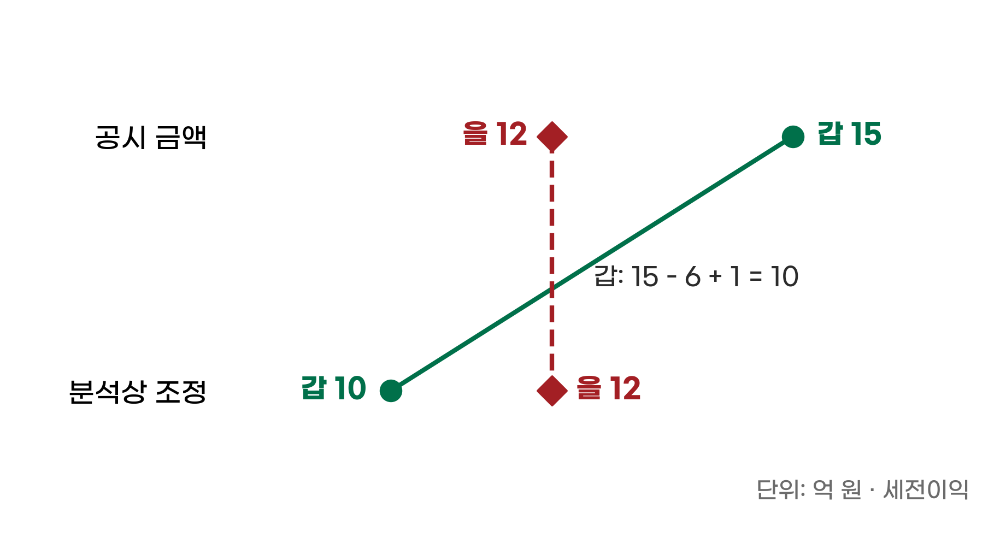 공시 금액
을 12
갑 15
갑: 15 - 6 + 1 = 10
분석상 조정
갑 10
을 12
단위: 억 원 · 세전이익